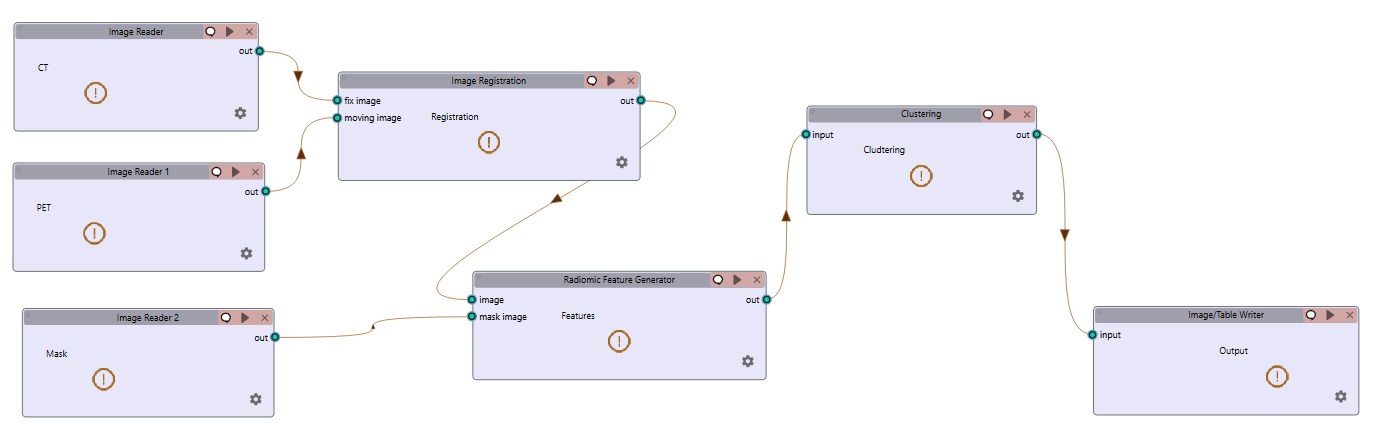 Image Reader
out
CT
Image Reader 1
out
PET
Image Reader 2
out
Mask
Image Registration
fix image
out
moving image
Registration
Radiomic Feature Generator
image
out
mask image
Features
Clustering
input
out
Cludtering
Image/Table Writer
input
Output